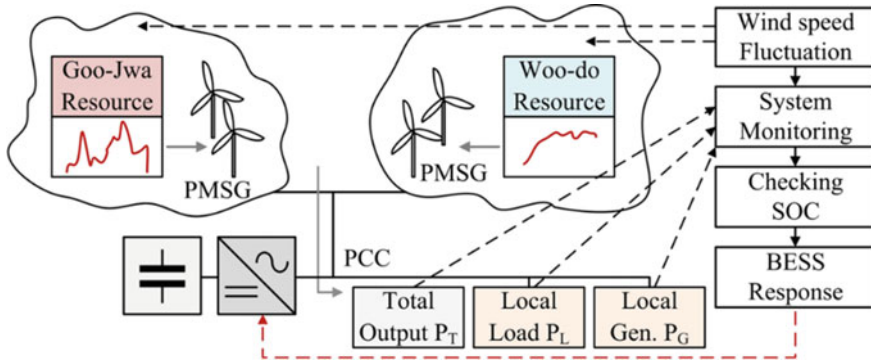 Goo-Jwa
Resource
PMSG
Woo-do
Resource
PMSG
Wind speed
Fluctuation
System
Monitoring
Checking
SOC
BESS
Response
PCC
Total
Output P_T
Local
Load P_L
Local
Gen. P_G